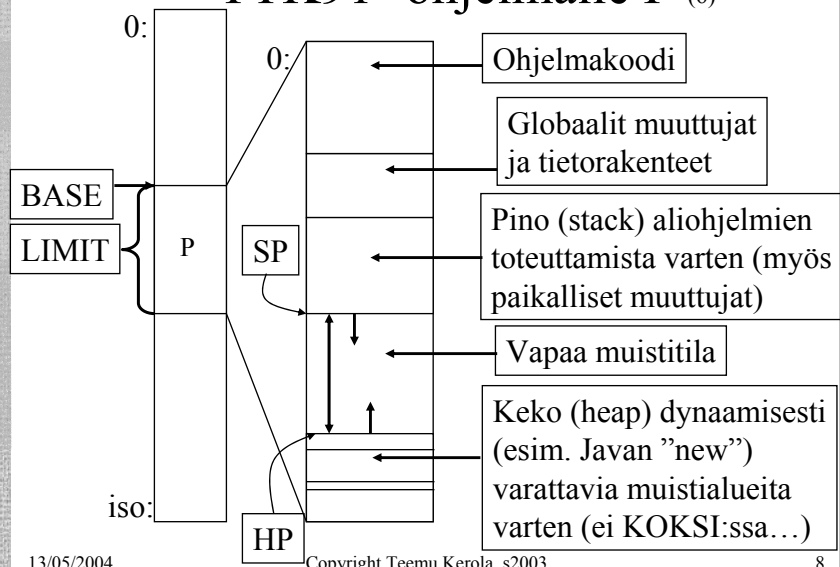 0:
0:
Ohjelmakoodi
Globaalit muuttujat
ja tietorakenteet
BASE
LIMIT
P
SP
Pino (stack) aliohjelmien
toteuttamista varten (myös
paikalliset muuttujat)
Vapaa muistitila
Keko (heap) dynaamisesti
(esim. Javan ”new”)
varattavia muistialueita
varten (ei KOKSI:ssa…)
iso:
HP
13/05/2004
Copyright Teemu Kerola, s2003
8